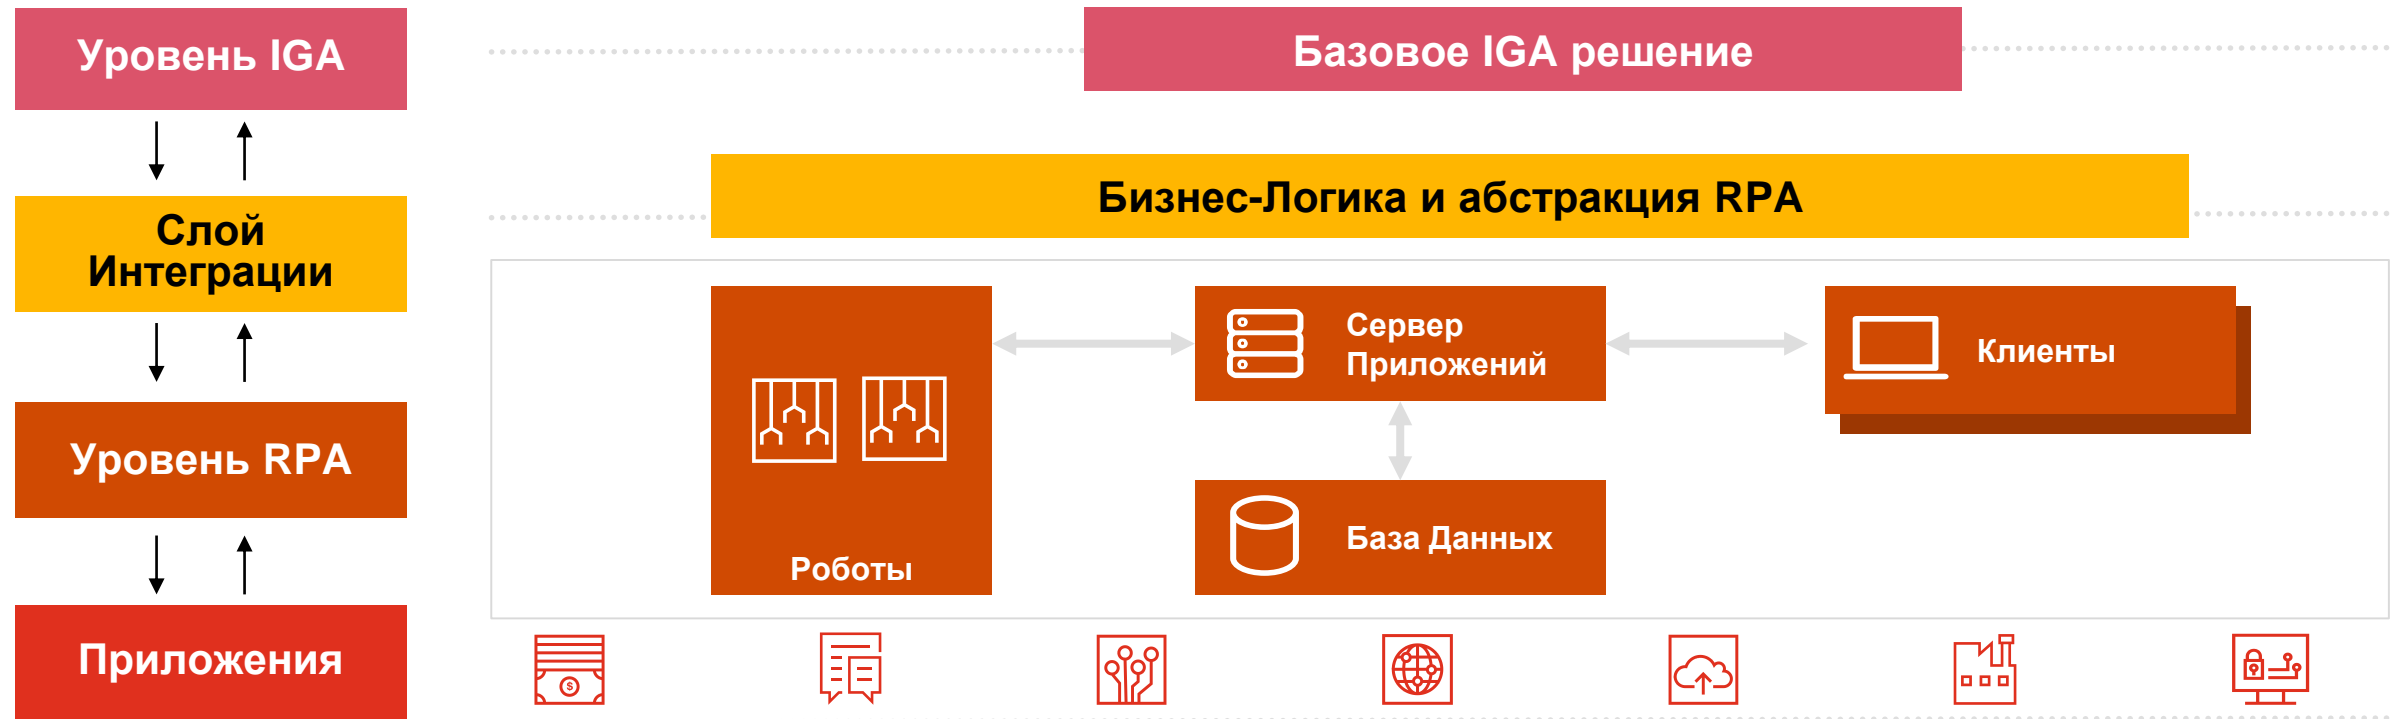 Уровень IGA
Базовое IGA решение
Бизнес-Логика и абстракция RPA
Слой
Интеграции
Сервер
Приложений
Клиенты
Уровень RPA
База Данных
Роботы
Приложения
$